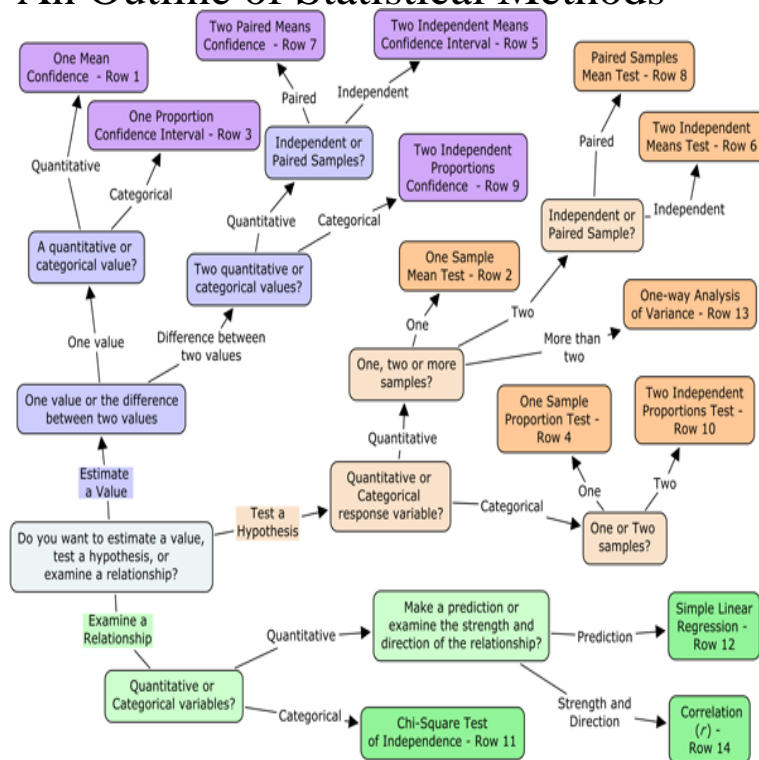 An Outline of Statistical Methods
Two Paired Means
Confidence - Row 7
Two Independent Means
Confidence Interval - Row 5
One Mean
Confidence - Row 1
Paired Samples
Mean Test - Row 8
One Proportion
Confidence Interval - Row 3
Paired
Independent
Independent or
Paired Samples?
Two Independent
Means Test - Row 6
Two Independent
Proportions
Confidence - Row 9
Paired
Quantitative
Categorical
Quantitative
Categorical
Independent or
Paired Sample?
Independent
A quantitative or
categorical value?
Two quantitative or
categorical values?
One Sample
Mean Test - Row 2
One-way Analysis
of Variance - Row 13
One
Two
More than
two
One value
Difference between
two values
One, two or more
samples?
One value or the difference
between two values
One Sample
Proportion Test -
Row 4
Two Independent
Proportions Test -
Row 10
Quantitative
Estimate
a Value
Quantitative or
Categorical
response variable?
One
Two
Test a
Hypothesis
Categorical
One or Two
samples?
Do you want to estimate a value,
test a hypothesis, or
examine a relationship?
Examine a
Relationship
Make a prediction or
examine the strength and
direction of the relationship?
Simple Linear
Regression -
Row 12
Quantitative
Prediction
Quantitative or
Categorical variables?
Strength and
Direction
Categorical
Chi-Square Test
of Independence - Row 11
Correlation
(r) -
Row 14